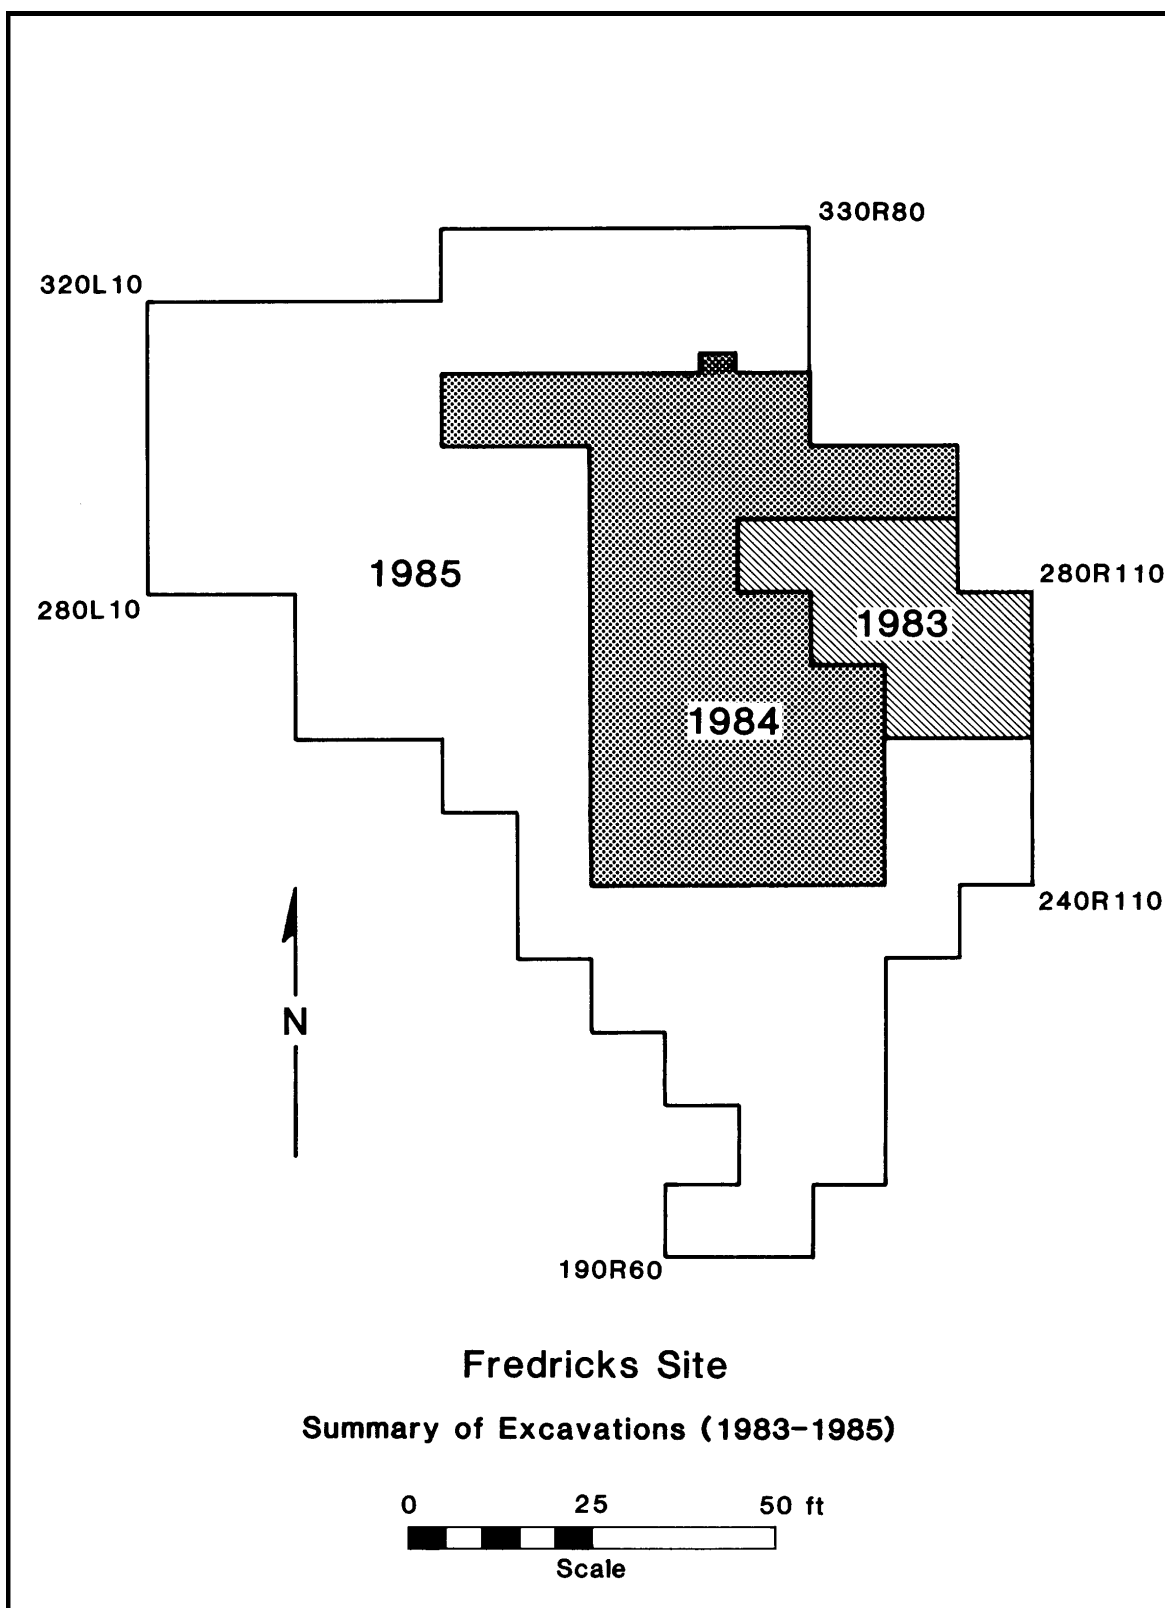 330R80
320L10
1985
280R110
280L10
1983
1984
240R110
N
190R60
Fredricks Site
Summary of Excavations (1983-1985)
0 25 50 ft
Scale